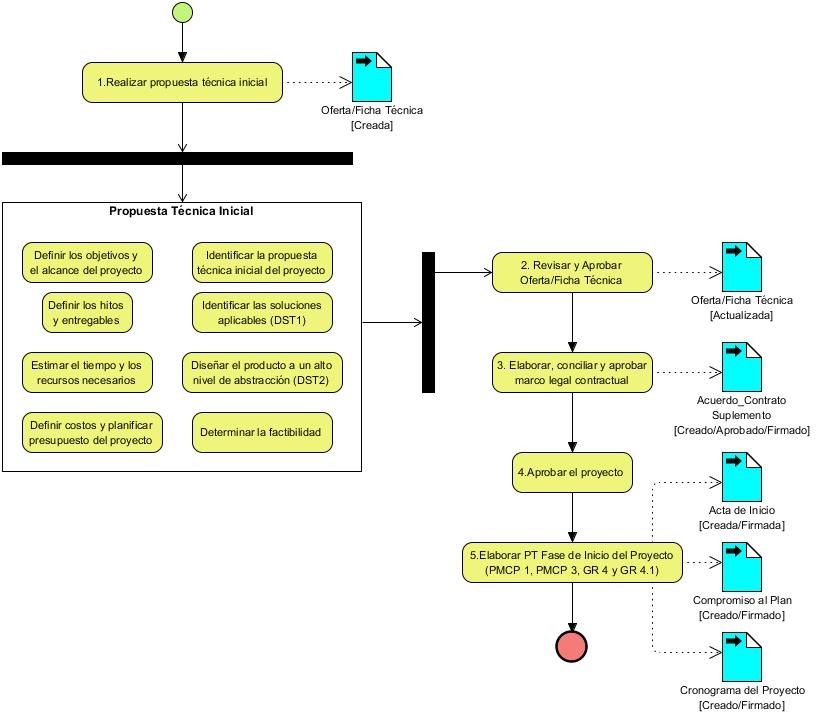 1.Realizar propuesta técnica inicial
Oferta/Ficha Técnica
[Creada]
Propuesta Técnica Inicial
Definir los objetivos y
el alcance del proyecto
Identificar la propuesta
técnica inicial del proyecto
Definir los hitos
y entregables
Identificar las soluciones
aplicables (DST1)
Estimar el tiempo y los
recursos necesarios
Diseñar el producto a un alto
nivel de abstracción (DST2)
Definir costos y planificar
presupuesto del proyecto
Determinar la factibilidad
2. Revisar y Aprobar
Oferta/Ficha Técnica
Oferta/Ficha Técnica
[Actualizada]
3. Elaborar, conciliar y aprobar
marco legal contractual
Acuerdo_Contrato
Suplemento
[Creado/Aprobado/Firmado]
4.Aprobar el proyecto
Acta de Inicio
[Creada/Firmada]
5.Elaborar PT Fase de Inicio del Proyecto
(PMCP 1, PMCP 3, GR 4 y GR 4.1)
Compromiso al Plan
[Creado/Firmado]
Cronograma del Proyecto
[Creado/Firmado]